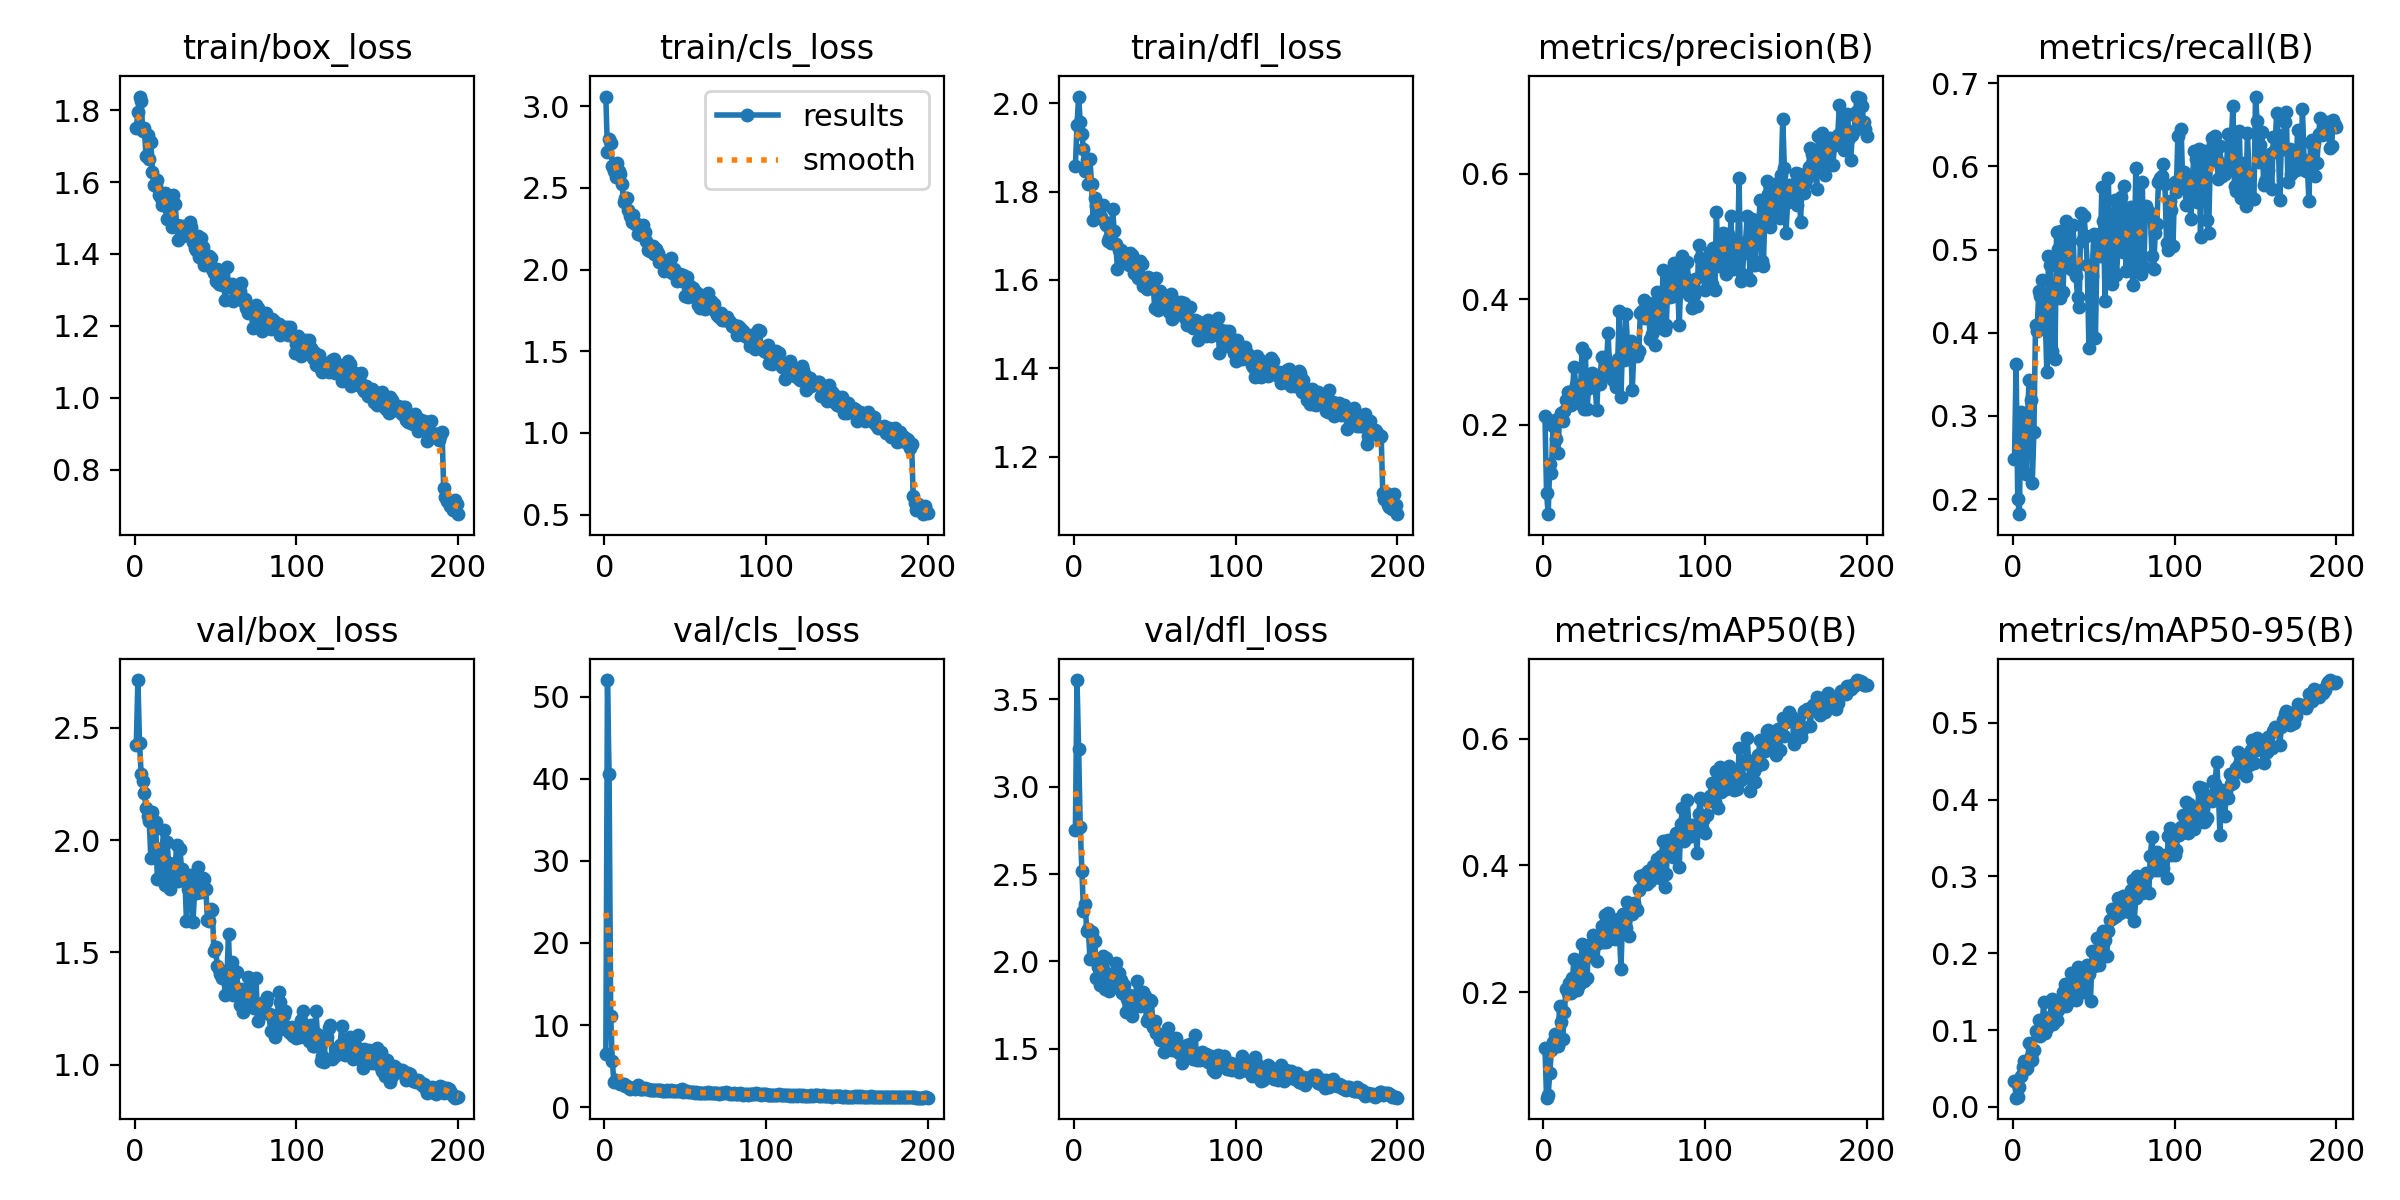 train/box_loss
1.8
1.6
1.4
1.2
1.0
0.8
0 100 200
train/cls_loss
results
smooth
3.0
2.5
2.0
1.5
1.0
0.5
0 100 200
train/dfl_loss
2.0
1.8
1.6
1.4
1.2
0 100 200
metrics/precision(B)
0.6
0.4
0.2
0 100 200
metrics/recall(B)
0.7
0.6
0.5
0.4
0.3
0.2
0 100 200
val/box_loss
2.5
2.0
1.5
1.0
0 100 200
val/cls_loss
50
40
30
20
10
0
0 100 200
val/dfl_loss
3.5
3.0
2.5
2.0
1.5
0 100 200
metrics/mAP50(B)
0.6
0.4
0.2
0 100 200
metrics/mAP50-95(B)
0.5
0.4
0.3
0.2
0.1
0.0
0 100 200